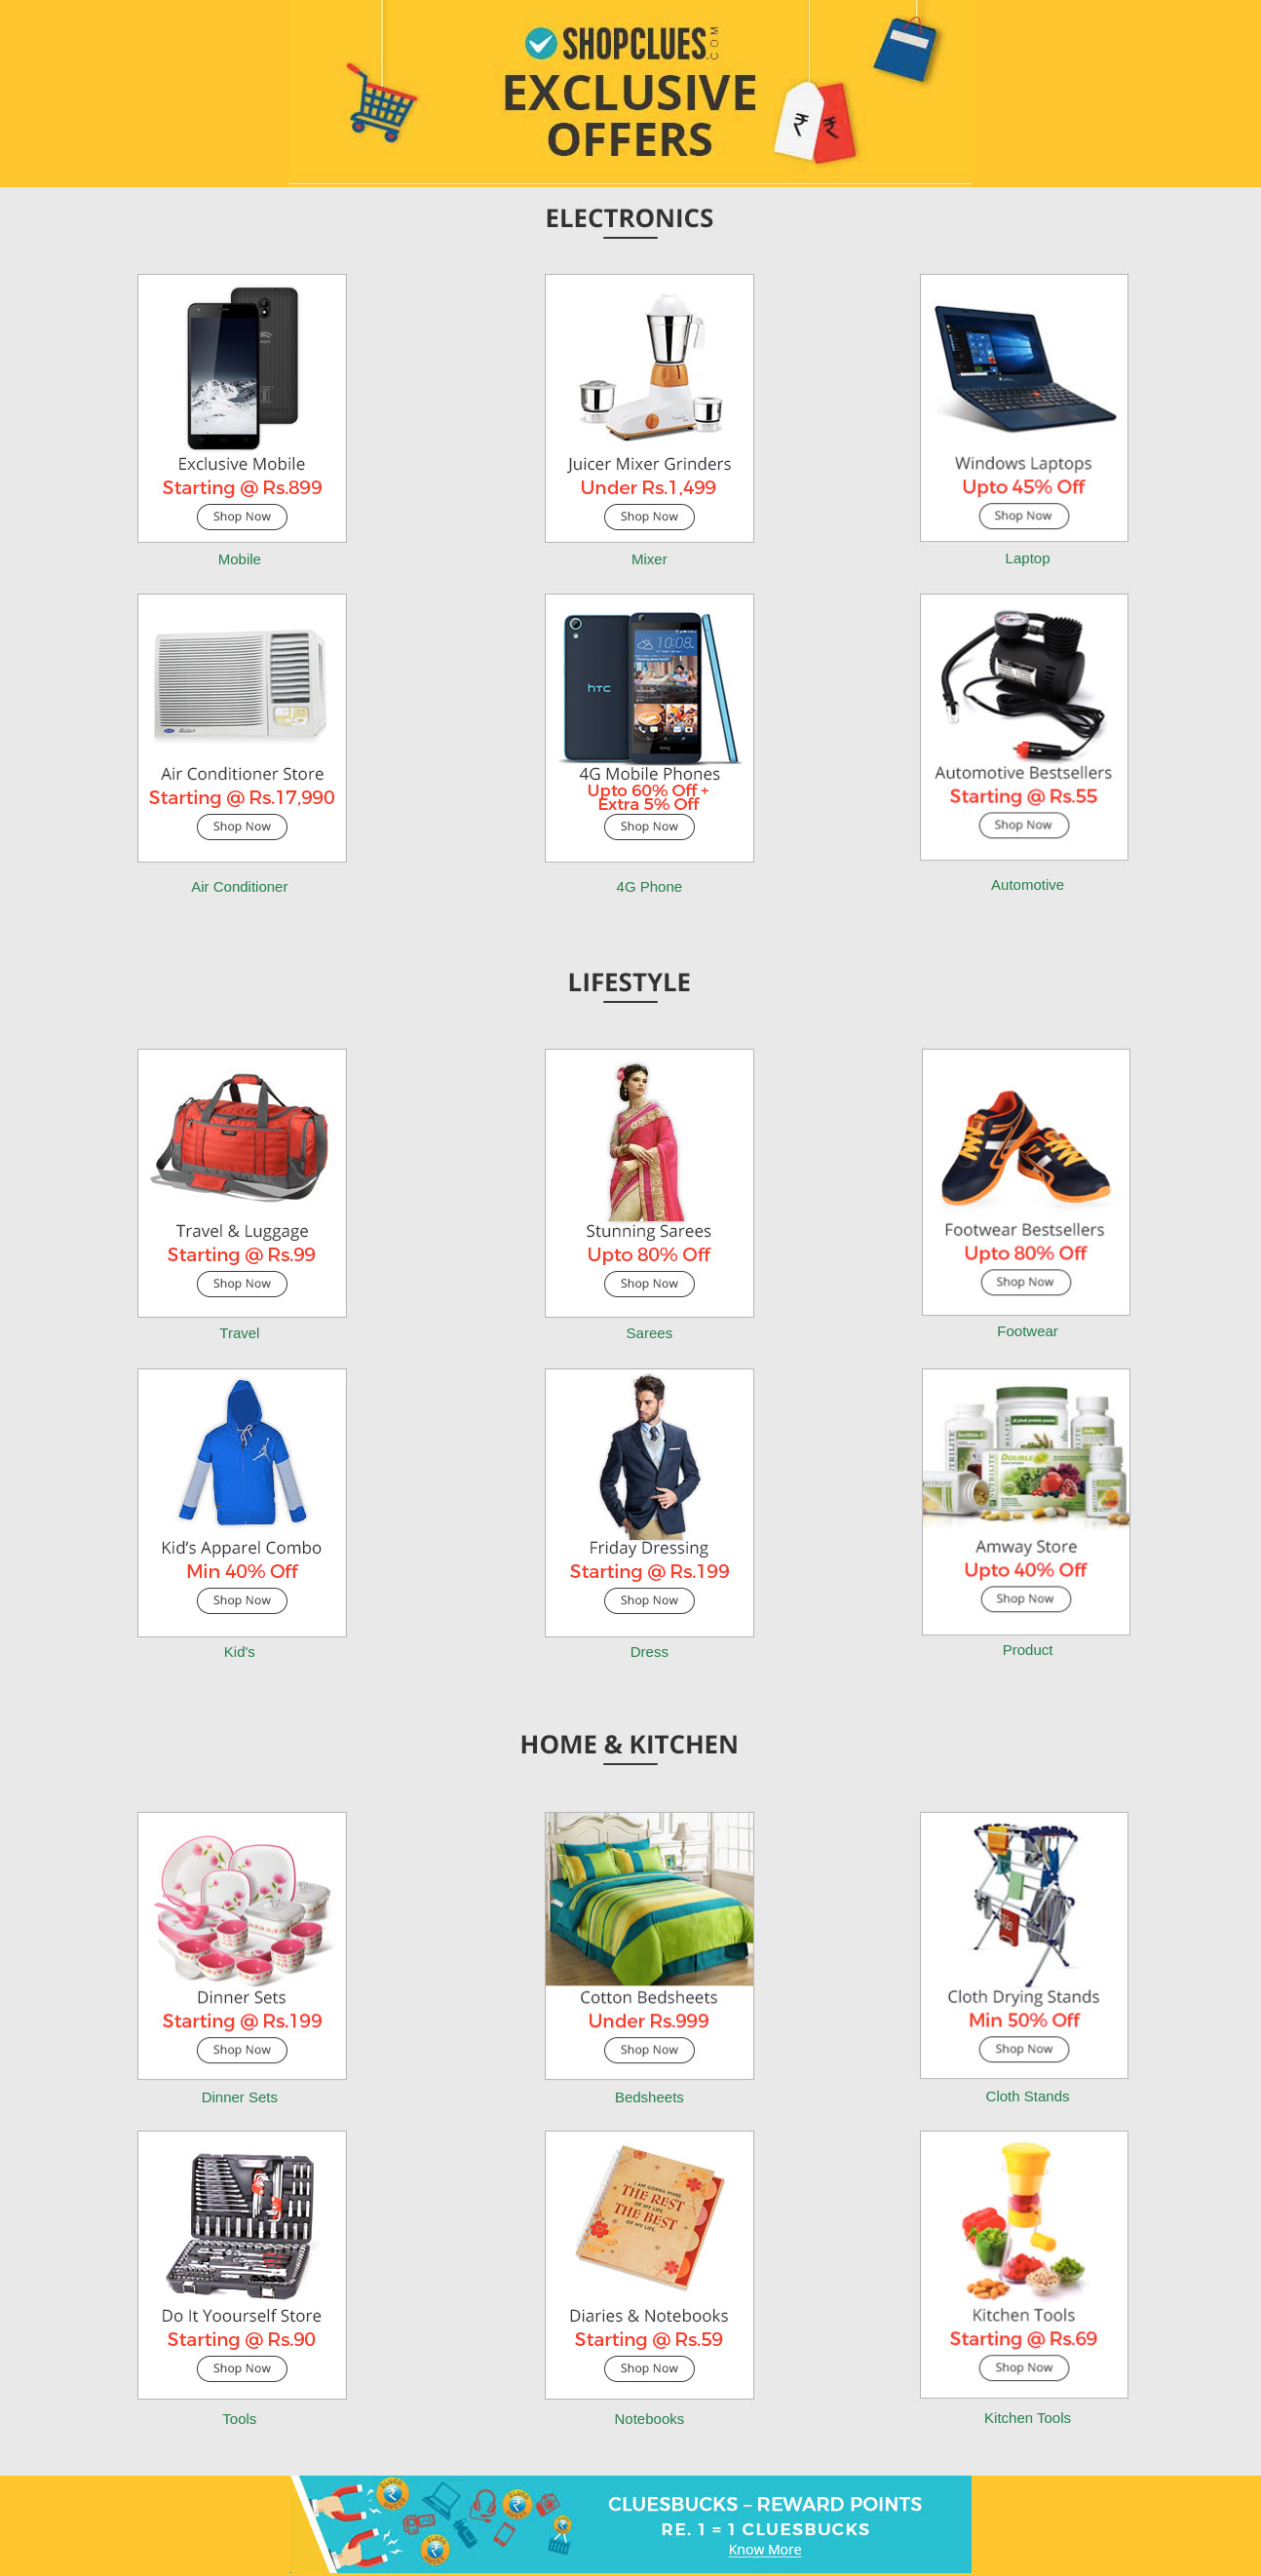 SHOPCLUES.COM
EXCLUSIVE
OFFERS
ELECTRONICS
Exclusive Mobile
Starting @ Rs.899
Shop Now
Mobile
Juicer Mixer Grinders
Under Rs.1,499
Shop Now
Mixer
Windows Laptops
Upto 45% Off
Shop Now
Laptop
Air Conditioner Store
Starting @ Rs.17,990
Shop Now
Air Conditioner
10:08
hTC
4G Mobile Phones
Upto 60% Off +
Extra 5% Off
Shop Now
4G Phone
Automotive Bestsellers
Starting @ Rs.55
Shop Now
Automotive
LIFESTYLE
Travel & Luggage
Starting @ Rs.99
Shop Now
Travel
Stunning Sarees
Upto 80% Off
Shop Now
Sarees
Footwear Bestsellers
Upto 80% Off
Shop Now
Footwear
Kid's Apparel Combo
Min 40% Off
Shop Now
Kid's
Friday Dressing
Starting @ Rs.199
Shop Now
Dress
NUTRILITE
DOUBLE
Amway Store
Upto 40% Off
Shop Now
Product
HOME & KITCHEN
Dinner Sets
Starting @ Rs.199
Shop Now
Dinner Sets
Cotton Bedsheets
Under Rs.999
Shop Now
Bedsheets
Cloth Drying Stands
Min 50% Off
Shop Now
Cloth Stands
Do It Yoourself Store
Starting @ Rs.90
Shop Now
Tools
I AM GONNA MAKE
THE REST
OF MY LIFE
THE BEST
OF MY LIFE.
Diaries & Notebooks
Starting @ Rs.59
Shop Now
Notebooks
Kitchen Tools
Starting @ Rs.69
Shop Now
Kitchen Tools
CLUESBUCKS – REWARD POINTS
RE. 1 = 1 CLUESBUCKS
Know More